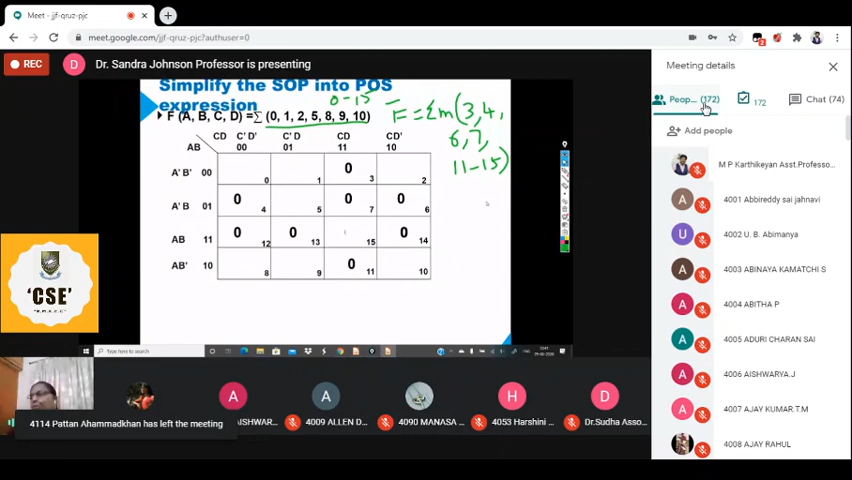 Meet - jjf-qruz-pjc
meet.google.com/jjf-qruz-pjc?authuser=0
REC
D
Dr. Sandra Johnson Professor is presenting
Simplify the SOP into POS
expression
0-15
F (A, B, C, D) =∑ (0, 1, 2, 5, 8, 9, 10)
F̅ = Σm(3,4,
6,7,
11-15)
CD C' D' C' D CD CD'
AB 00 01 11 10
A' B' 00 0
0 1 3 2
A' B 01 0 0 0
4 5 7 6
AB 11 0 0 0
12 13 15 14
AB' 10 0
8 9 11 10
'CSE'
Type here to search
4114 Pattan Ahammadkhan has left the meeting
A A H D
AISHWAR...
4009 ALLEN D...
4090 MANASA ...
4053 Harshini ...
Dr.Sudha Asso...
Meeting details
Peop... (172)
172
Chat (74)
Add people
M P Karthikeyan Asst.Professo...
A 4001 Abbireddy sai jahnavi
U 4002 U. B. Abimanya
4003 ABINAYA KAMATCHI S
A 4004 ABITHA P
A 4005 ADURI CHARAN SAI
A 4006 AISHWARYA.J
A 4007 AJAY KUMAR.T.M
4008 AJAY RAHUL